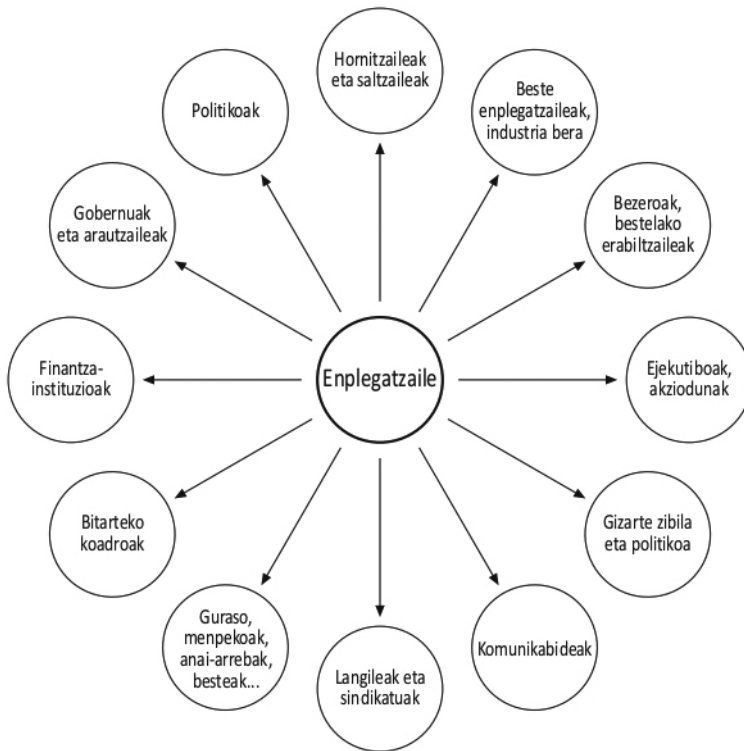 Hornitzaileak
eta saltzaileak
Beste
enplegatzaileak,
industria bera
Bezeroak,
bestelako
erabiltzaileak
Ejekutiboak,
akziodunak
Gizarte zibila
eta politikoa
Komunikabideak
Langileak eta
sindikatuak
Guraso,
menpekoak,
anai-arrebak,
besteak...
Bitarteko
koadroak
Finantza-
instituzioak
Gobernuak
eta arautzaileak
Politikoak
Enplegatzaile